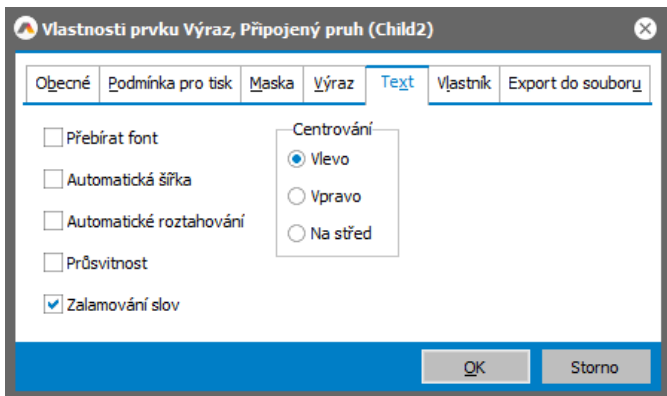 Vlastnosti prvku Výraz, Připojený pruh (Child2)
Obecné Podmínka pro tisk Maska Výraz Text Vlastník Export do souboru
Přebírat font
Automatická šířka
Automatické roztahování
Průsvitnost
Zalamování slov
Centrování
Vlevo
Vpravo
Na střed
OK Storno